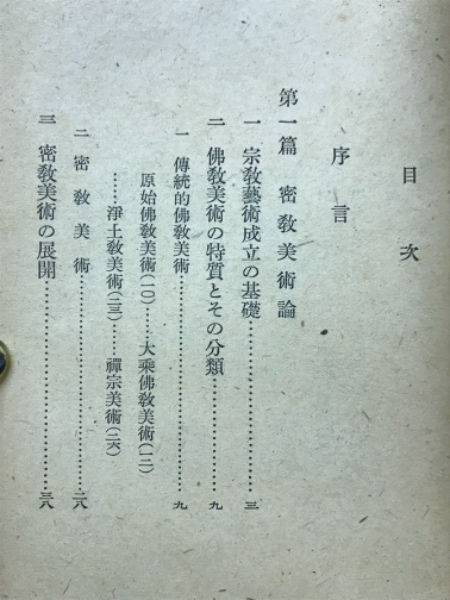 目次
序言
第一篇 密教美術論
一 宗教藝術成立の基礎…………………三
二 佛教美術の特質とその分類…………………九
一 傳統的佛教美術…………………九
原始佛教美術(一〇)……大乘佛教美術(一二)
……淨土教美術(二三)……禪宗美術(二六)
二 密教美術…………………二八
三 密教美術の展開…………………三八